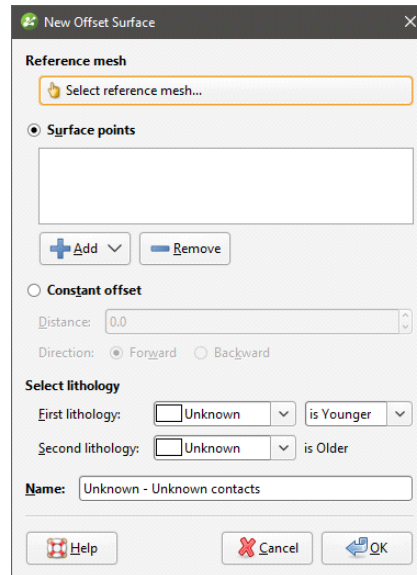 New Offset Surface
Reference mesh
Select reference mesh...
Surface points
Add
Remove
Constant offset
Distance: 0.0
Direction: Forward Backward
Select lithology
First lithology: Unknown is Younger
Second lithology: Unknown is Older
Name: Unknown - Unknown contacts
Help Cancel OK